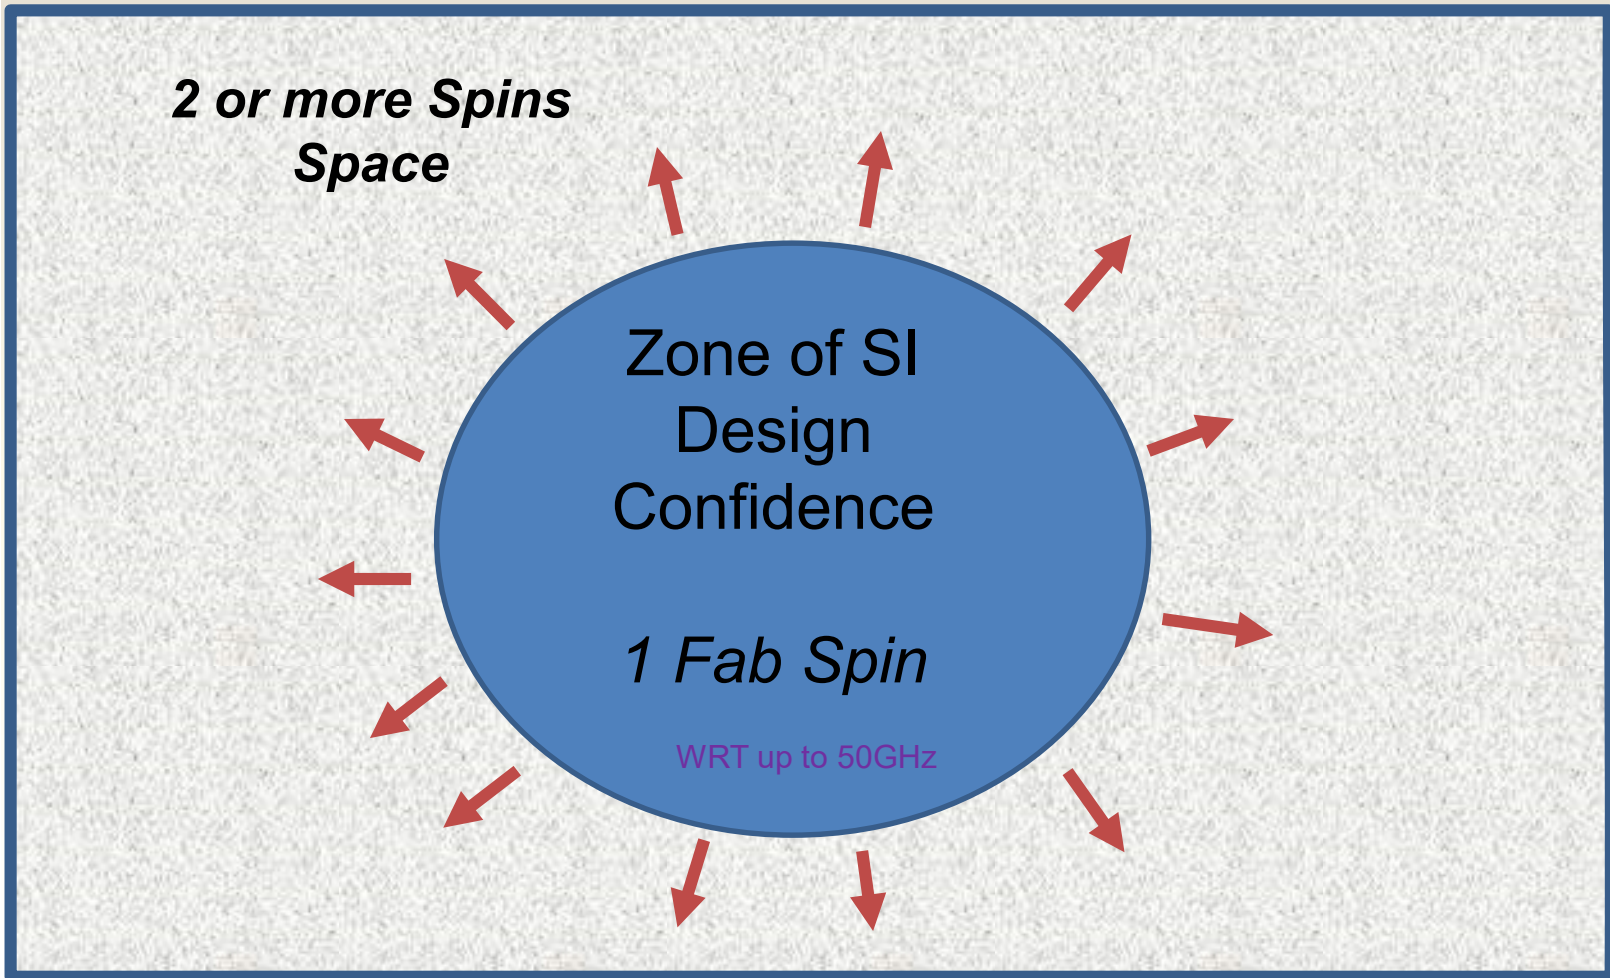 2 or more Spins
Space
Zone of SI
Design
Confidence
1 Fab Spin
WRT up to 50GHz